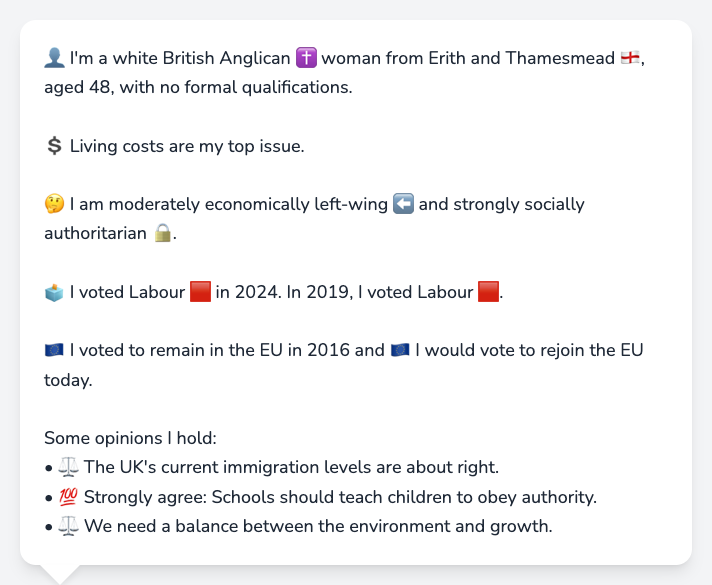 👤 I'm a white British Anglican ✝️ woman from Erith and Thamesmead 🏴󠁧󠁢󠁥󠁮󠁧󠁿,
aged 48, with no formal qualifications.
💲 Living costs are my top issue.
🤔 I am moderately economically left-wing ⬅️ and strongly socially
authoritarian 🔒.
🗳️ I voted Labour 🟥 in 2024. In 2019, I voted Labour 🟥.
🇪🇺 I voted to remain in the EU in 2016 and 🇪🇺 I would vote to rejoin the EU
today.
Some opinions I hold:
• ⚖️ The UK's current immigration levels are about right.
• 💯 Strongly agree: Schools should teach children to obey authority.
• ⚖️ We need a balance between the environment and growth.